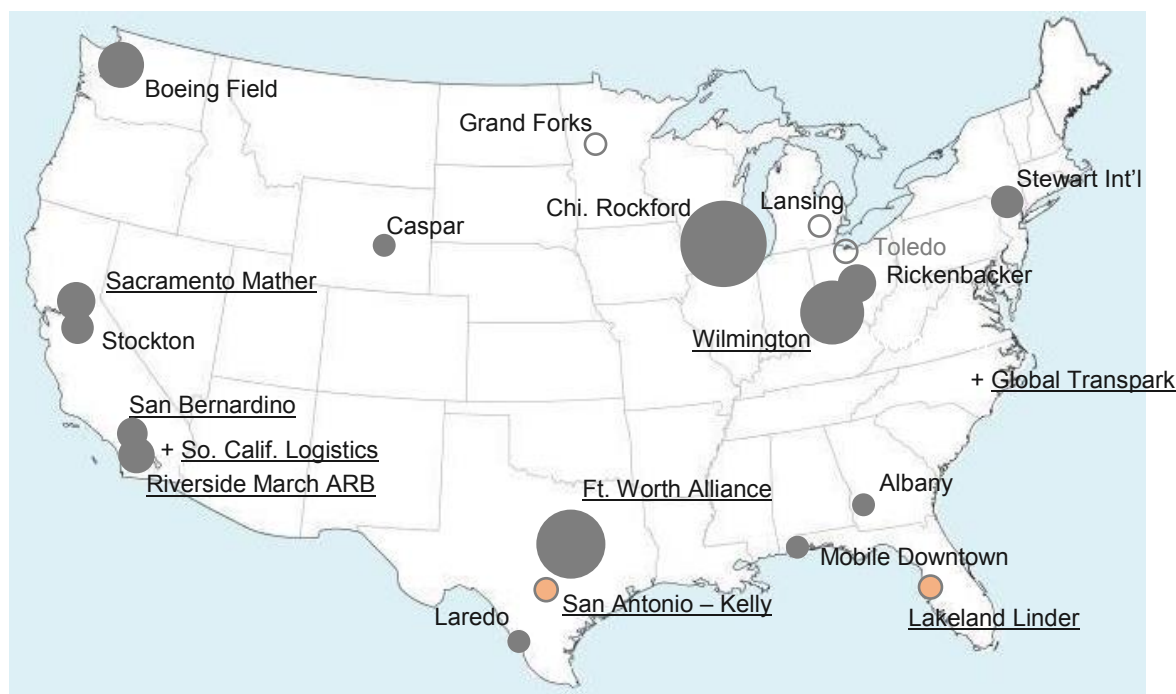 Boeing Field
Grand Forks
Stewart Int'l
Lansing
Chi. Rockford
Caspar
Toledo
Rickenbacker
Sacramento Mather
Stockton
Wilmington
+ Global Transpark
San Bernardino
+ So. Calif. Logistics
Riverside March ARB
Ft. Worth Alliance
Albany
Mobile Downtown
San Antonio – Kelly
Laredo
Lakeland Linder